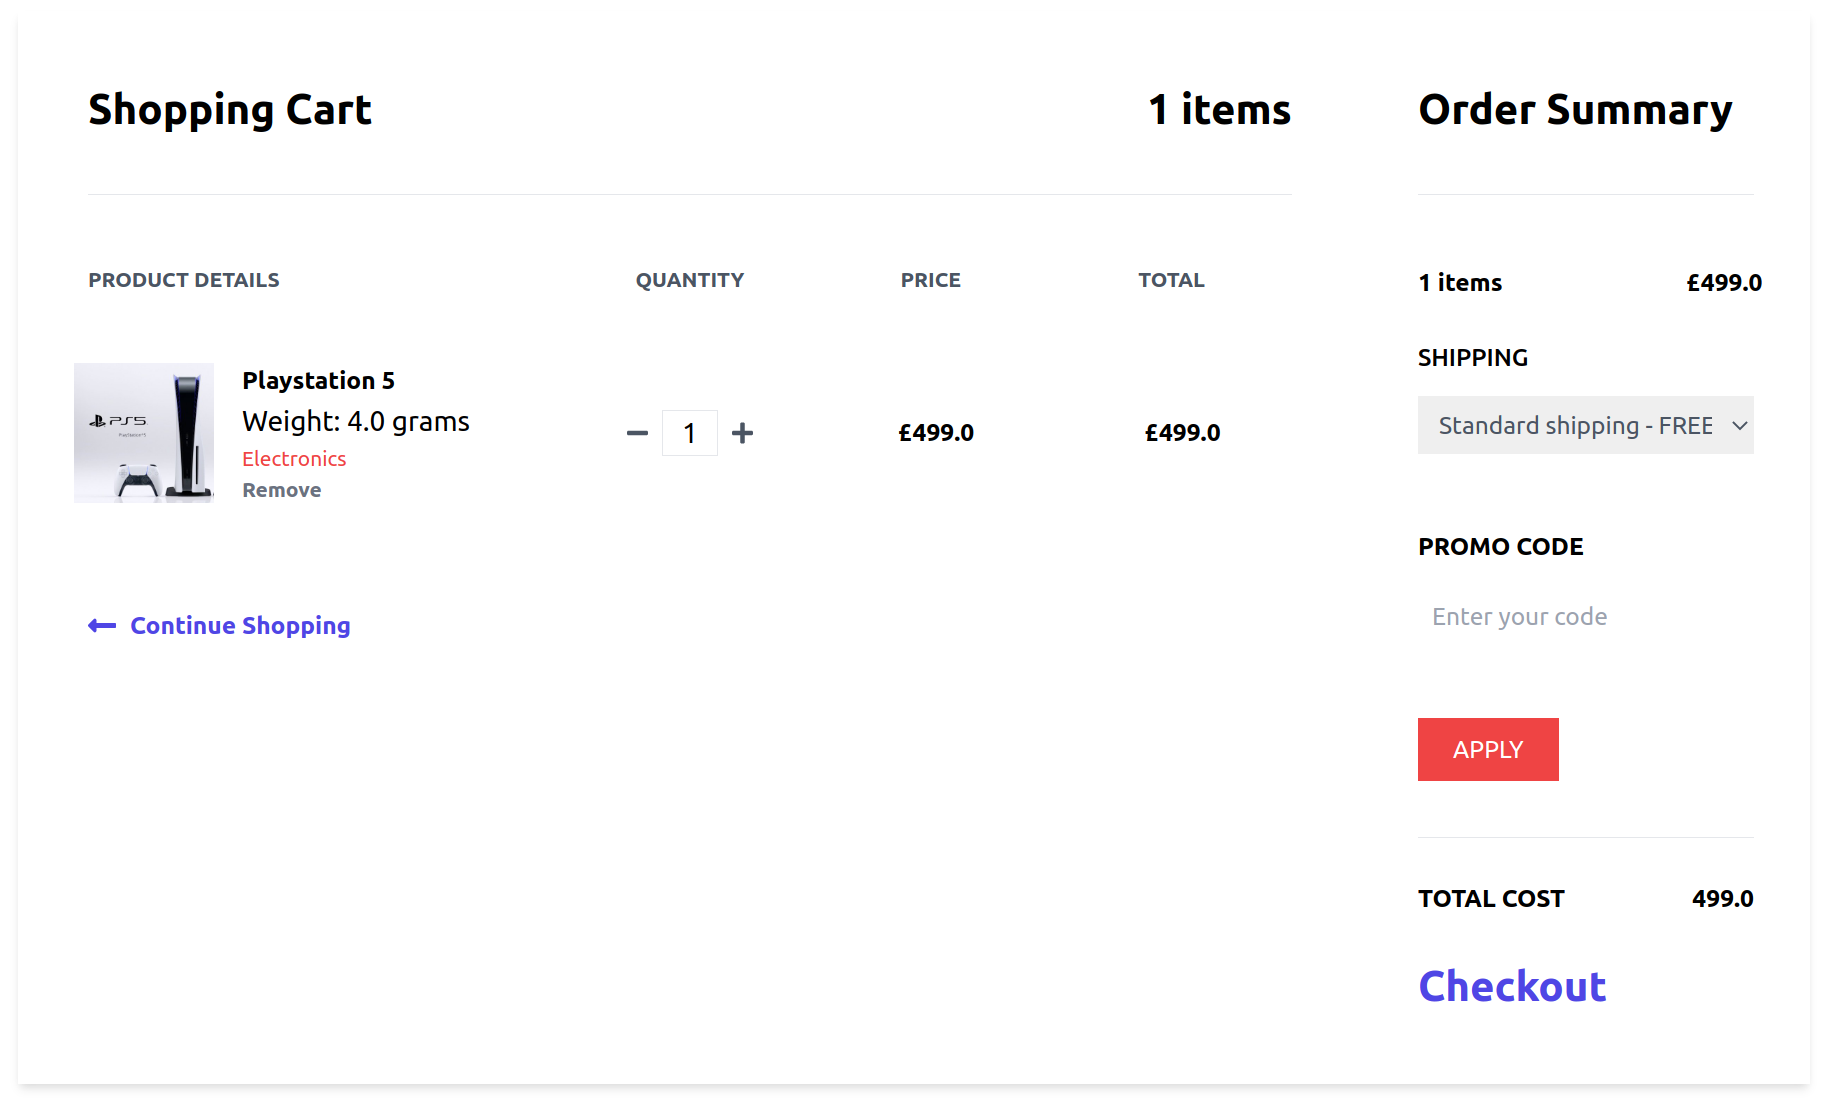 Shopping Cart 1 items
Order Summary
PRODUCT DETAILS QUANTITY PRICE TOTAL
PS5
Playstation 5
Weight: 4.0 grams
Electronics
Remove
1 £499.0 £499.0
Continue Shopping
1 items £499.0
SHIPPING
Standard shipping - FREE
PROMO CODE
Enter your code
APPLY
TOTAL COST 499.0
Checkout